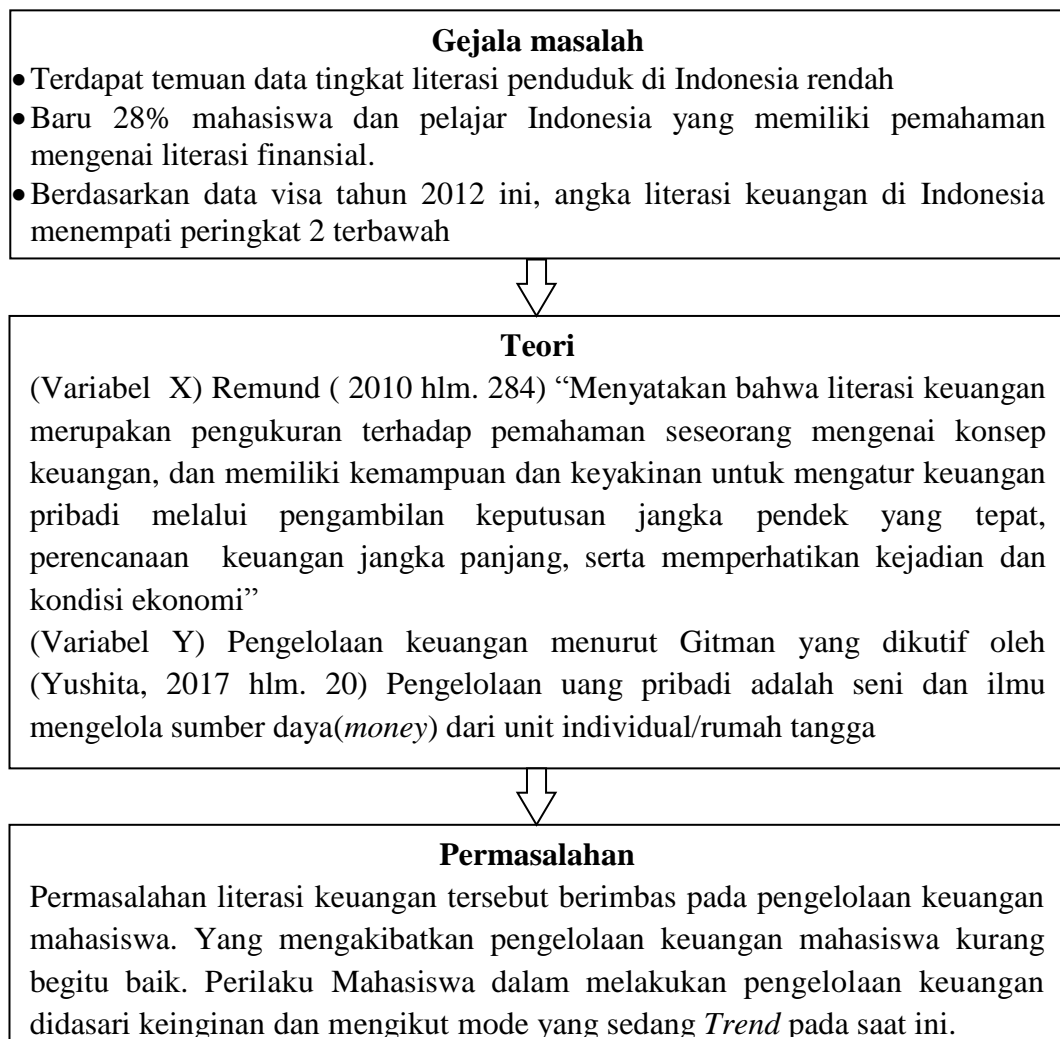 Gejala masalah
• Terdapat temuan data tingkat literasi penduduk di Indonesia rendah
• Baru 28% mahasiswa dan pelajar Indonesia yang memiliki pemahaman
mengenai literasi finansial.
• Berdasarkan data visa tahun 2012 ini, angka literasi keuangan di Indonesia
menempati peringkat 2 terbawah
Teori
(Variabel X) Remund ( 2010 hlm. 284) “Menyatakan bahwa literasi keuangan
merupakan pengukuran terhadap pemahaman seseorang mengenai konsep
keuangan, dan memiliki kemampuan dan keyakinan untuk mengatur keuangan
pribadi melalui pengambilan keputusan jangka pendek yang tepat,
perencanaan keuangan jangka panjang, serta memperhatikan kejadian dan
kondisi ekonomi”
(Variabel Y) Pengelolaan keuangan menurut Gitman yang dikutif oleh
(Yushita, 2017 hlm. 20) Pengelolaan uang pribadi adalah seni dan ilmu
mengelola sumber daya(money) dari unit individual/rumah tangga
Permasalahan
Permasalahan literasi keuangan tersebut berimbas pada pengelolaan keuangan
mahasiswa. Yang mengakibatkan pengelolaan keuangan mahasiswa kurang
begitu baik. Perilaku Mahasiswa dalam melakukan pengelolaan keuangan
didasari keinginan dan mengikut mode yang sedang Trend pada saat ini.